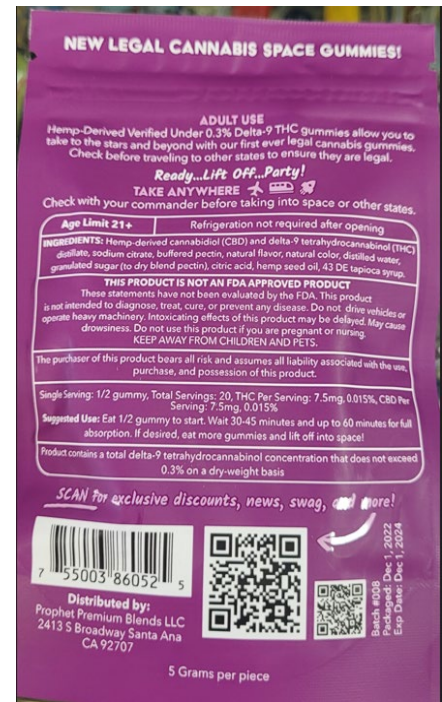 NEW LEGAL CANNABIS SPACE GUMMIES!
ADULT USE
Hemp-Derived Verified Under 0.3% Delta-9 THC gummies allow you to
take to the stars and beyond with our first ever legal cannabis gummies.
Check before traveling to other states to ensure they are legal.
Ready...Lift Off...Party!
TAKE ANYWHERE
Check with your commander before taking into space or other states.
Age Limit 21+ Refrigeration not required after opening
INGREDIENTS: Hemp-derived cannabidiol (CBD) and delta-9 tetrahydrocannabinol (THC)
distillate, sodium citrate, buffered pectin, natural flavor, natural color, distilled water,
granulated sugar (to dry blend pectin), citric acid, hemp seed oil, 43 DE tapioca syrup.
THIS PRODUCT IS NOT AN FDA APPROVED PRODUCT
These statements have not been evaluated by the FDA. This product
is not intended to diagnose, treat, cure, or prevent any disease. Do not drive vehicles or
operate heavy machinery. Intoxicating effects of this product may be delayed. May cause
drowsiness. Do not use this product if you are pregnant or nursing.
KEEP AWAY FROM CHILDREN AND PETS.
The purchaser of this product bears all risk and assumes all liability associated with the use,
purchase, and possession of this product.
Single Serving: 1/2 gummy, Total Servings: 20, THC Per Serving: 7.5mg, 0.015%, CBD Per
Serving: 7.5mg, 0.015%
Suggested Use: Eat 1/2 gummy to start. Wait 30-45 minutes and up to 60 minutes for full
absorption. If desired, eat more gummies and lift off into space!
Product contains a total delta-9 tetrahydrocannabinol concentration that does not exceed
0.3% on a dry-weight basis
SCAN for exclusive discounts, news, swag, and more!
7 55003 86052 5
Distributed by:
Prophet Premium Blends LLC
2413 S Broadway Santa Ana
CA 92707
Batch #008
Packaged: Dec 1, 2022
Exp Date: Dec 1, 2024
5 Grams per piece